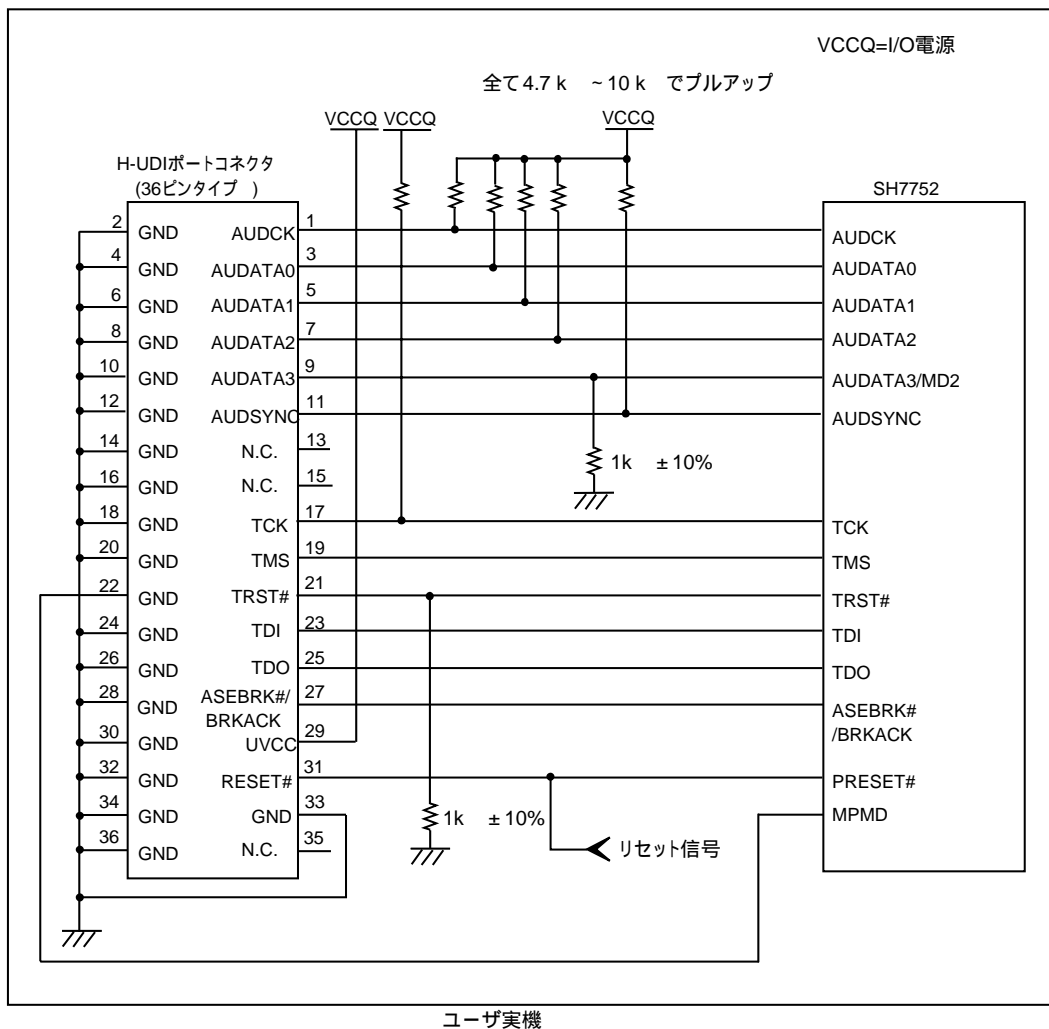 VCCQ=I/O電源
全て4.7 k ~10 k でプルアップ
VCCQ VCCQ VCCQ
H-UDIポートコネクタ
(36ピンタイプ )
SH7752
2 GND AUDCK 1 AUDCK
4 GND AUDATA0 3 AUDATA0
6 GND AUDATA1 5 AUDATA1
8 GND AUDATA2 7 AUDATA2
10 GND AUDATA3 9 AUDATA3/MD2
12 GND AUDSYNC 11 AUDSYNC
14 GND N.C. 13
1k ±10%
16 GND N.C. 15
18 GND TCK 17 TCK
20 GND TMS 19 TMS
22 GND TRST# 21 TRST#
24 GND TDI 23 TDI
26 GND TDO 25 TDO
28 GND ASEBRK#/ 27 ASEBRK#
BRKACK /BRKACK
30 GND UVCC 29
32 GND RESET# 31 PRESET#
34 GND GND 33 MPMD
1k ±10%
36 GND N.C. 35
リセット信号
ユーザ実機